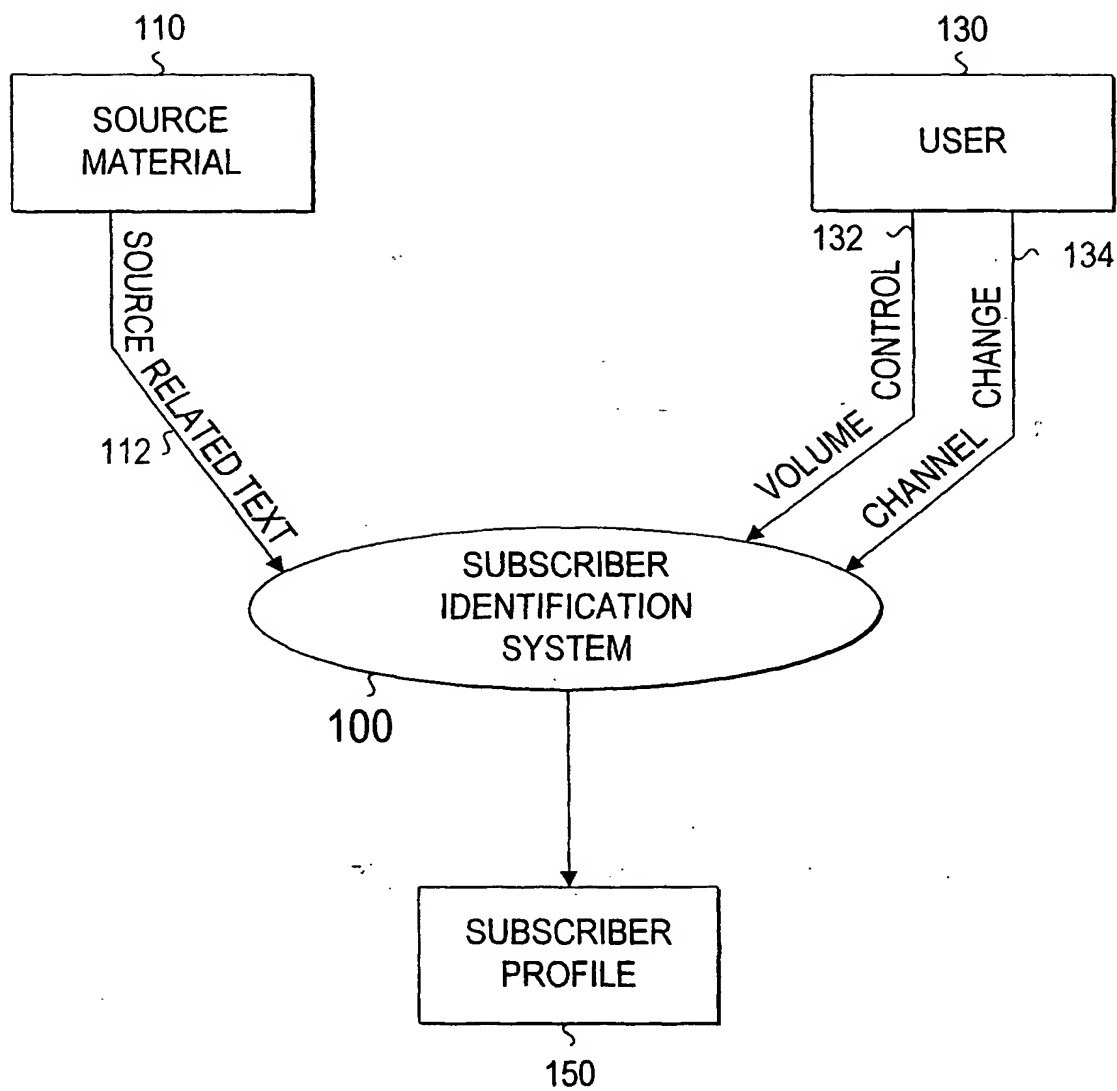 110
SOURCE
MATERIAL
130
USER
132
134
SOURCE RELATED TEXT
112
VOLUME CONTROL
CHANNEL CHANGE
SUBSCRIBER
IDENTIFICATION
SYSTEM
100
SUBSCRIBER
PROFILE
150